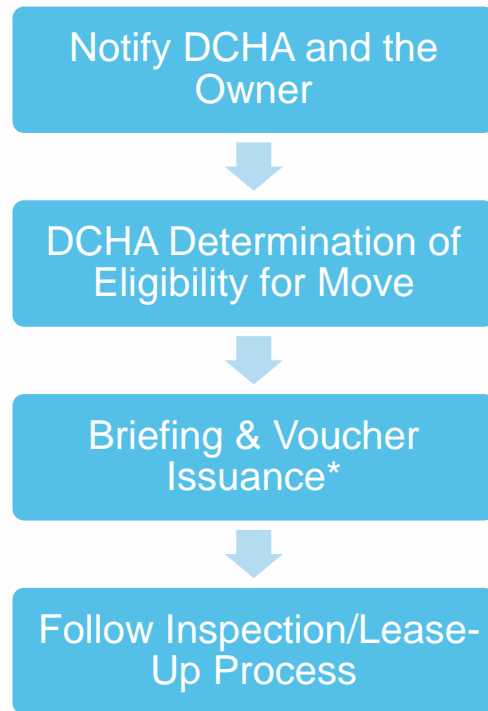 Notify DCHA and the
Owner
DCHA Determination of
Eligibility for Move
Briefing & Voucher
Issuance*
Follow Inspection/Lease-
Up Process